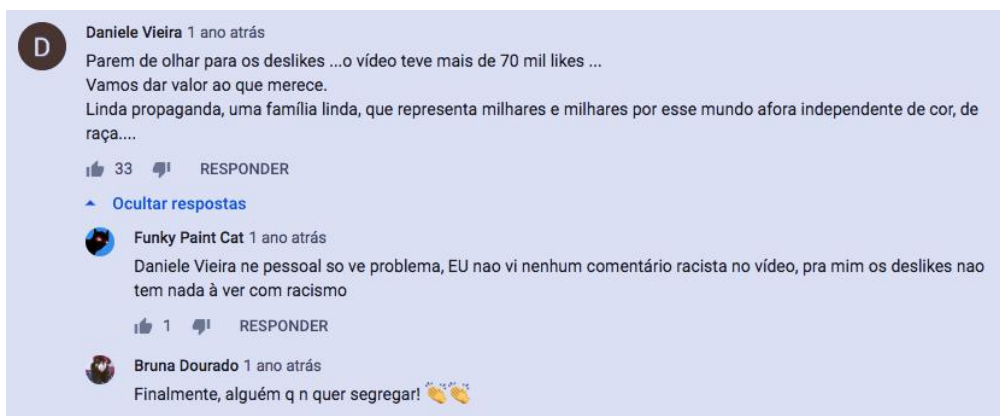 D
Daniele Vieira 1 ano atrás
Parem de olhar para os deslikes ...o vídeo teve mais de 70 mil likes ...
Vamos dar valor ao que merece.
Linda propaganda, uma família linda, que representa milhares e milhares por esse mundo afora independente de cor, de
raça....
33 RESPONDER
Ocultar respostas
Funky Paint Cat 1 ano atrás
Daniele Vieira ne pessoal so ve problema, EU nao vi nenhum comentário racista no vídeo, pra mim os deslikes nao
tem nada à ver com racismo
1 RESPONDER
Bruna Dourado 1 ano atrás
Finalmente, alguém q n quer segregar! 👏👏